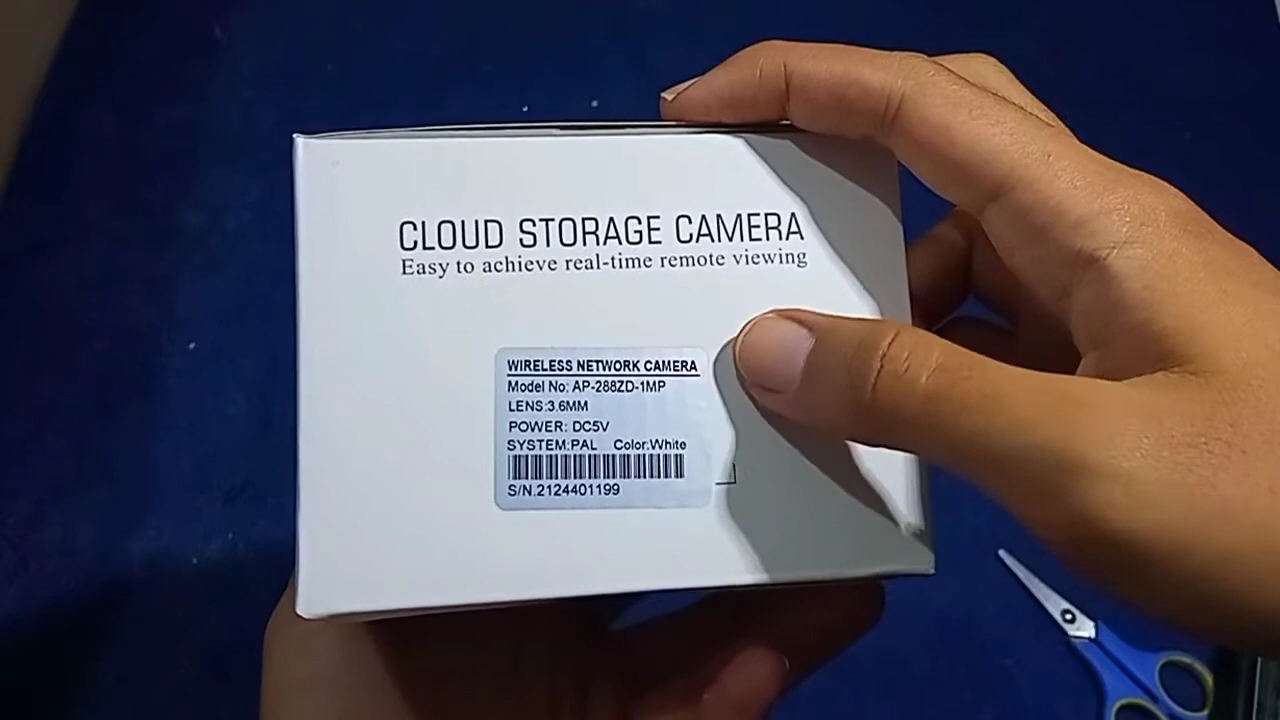 CLOUD STORAGE CAMERA
Easy to achieve real-time remote viewing
WIRELESS NETWORK CAMERA
Model No: AP-288ZD-1MP
LENS:3.6MM
POWER: DC5V
SYSTEM:PAL Color:White
S/N.2124401199